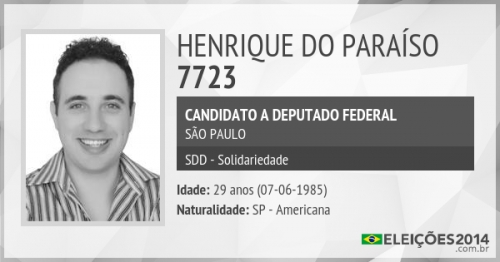 HENRIQUE DO PARAÍSO
7723
CANDIDATO A DEPUTADO FEDERAL
SÃO PAULO
SDD - Solidariedade
Idade: 29 anos (07-06-1985)
Naturalidade: SP - Americana
ELEIÇÕES2014
.com.br